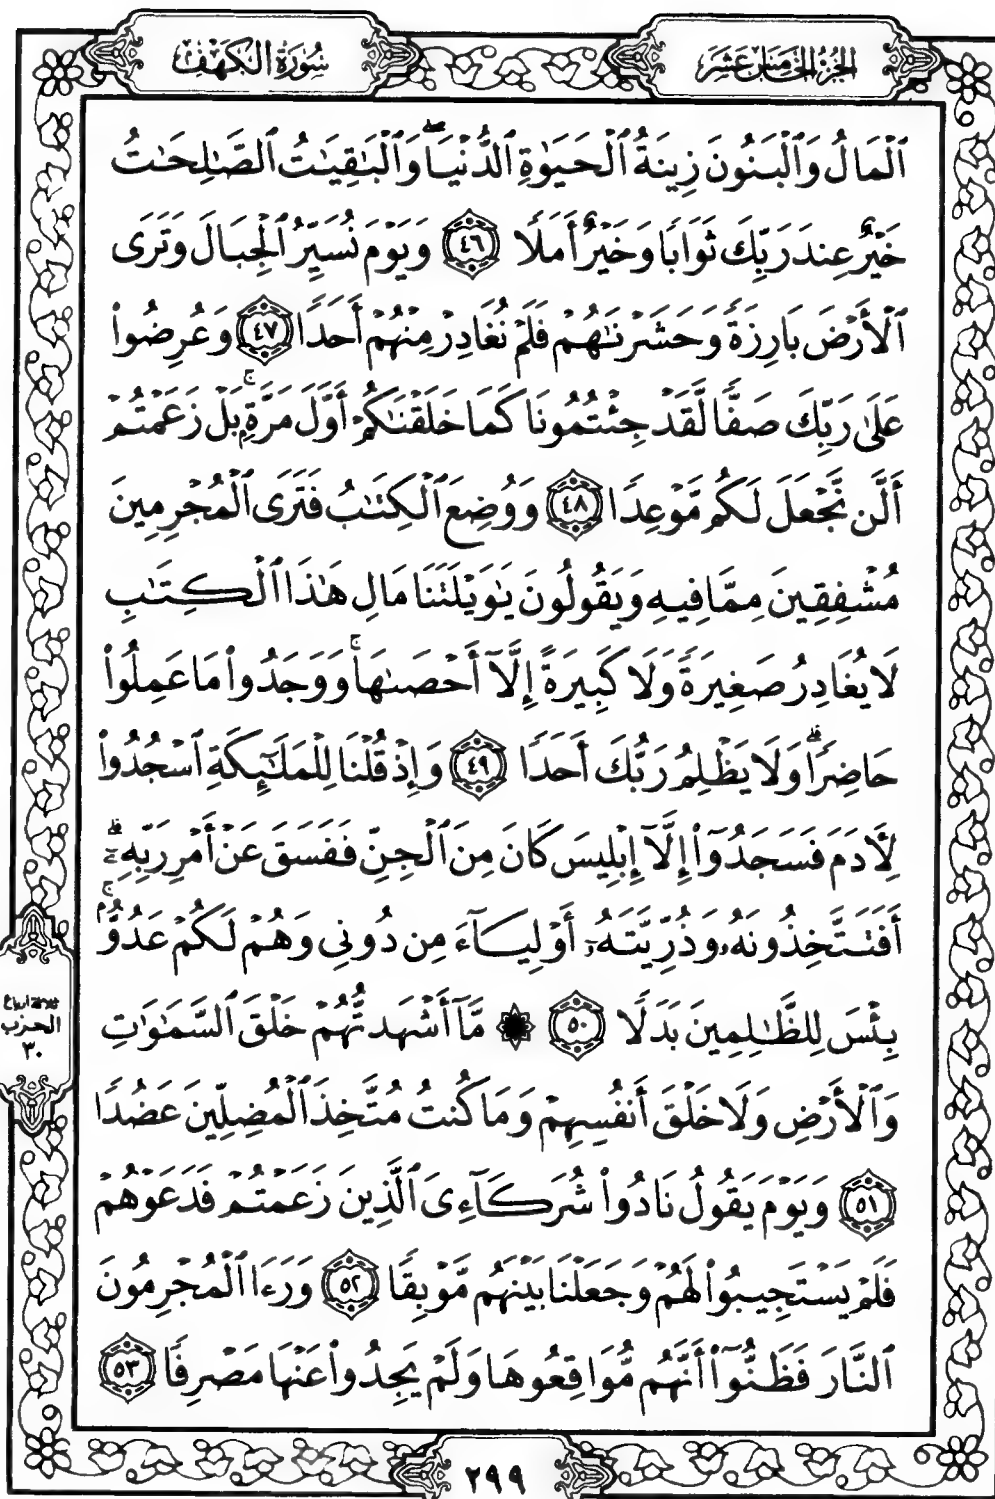 الجزء الخامس عشر
سورة الكهف
ٱلْمَالُ وَٱلْبَنُونَ زِينَةُ ٱلْحَيَوٰةِ ٱلدُّنْيَا ۖ وَٱلْبَٰقِيَٰتُ ٱلصَّٰلِحَٰتُ
خَيْرٌ عِندَ رَبِّكَ ثَوَابًا وَخَيْرٌ أَمَلًا ٤٦ وَيَوْمَ نُسَيِّرُ ٱلْجِبَالَ وَتَرَى
ٱلْأَرْضَ بَارِزَةً وَحَشَرْنَٰهُمْ فَلَمْ نُغَادِرْ مِنْهُمْ أَحَدًا ٤٧ وَعُرِضُوا۟
عَلَىٰ رَبِّكَ صَفًّا لَّقَدْ جِئْتُمُونَا كَمَا خَلَقْنَٰكُمْ أَوَّلَ مَرَّةٍۭ ۚ بَلْ زَعَمْتُمْ
أَلَّن نَّجْعَلَ لَكُم مَّوْعِدًا ٤٨ وَوُضِعَ ٱلْكِتَٰبُ فَتَرَى ٱلْمُجْرِمِينَ
مُشْفِقِينَ مِمَّا فِيهِ وَيَقُولُونَ يَٰوَيْلَتَنَا مَالِ هَٰذَا ٱلْكِتَٰبِ
لَا يُغَادِرُ صَغِيرَةً وَلَا كَبِيرَةً إِلَّآ أَحْصَىٰهَا ۚ وَوَجَدُوا۟ مَا عَمِلُوا۟
حَاضِرًا ۗ وَلَا يَظْلِمُ رَبُّكَ أَحَدًا ٤٩ وَإِذْ قُلْنَا لِلْمَلَٰٓئِكَةِ ٱسْجُدُوا۟
لِـَٔادَمَ فَسَجَدُوٓا۟ إِلَّآ إِبْلِيسَ كَانَ مِنَ ٱلْجِنِّ فَفَسَقَ عَنْ أَمْرِ رَبِّهِۦٓ ۗ
أَفَتَتَّخِذُونَهُۥ وَذُرِّيَّتَهُۥٓ أَوْلِيَآءَ مِن دُونِى وَهُمْ لَكُمْ عَدُوٌّۢ ۚ
بِئْسَ لِلظَّٰلِمِينَ بَدَلًا ٥٠ ۞ مَّآ أَشْهَدتُّهُمْ خَلْقَ ٱلسَّمَٰوَٰتِ
وَٱلْأَرْضِ وَلَا خَلْقَ أَنفُسِهِمْ وَمَا كُنتُ مُتَّخِذَ ٱلْمُضِلِّينَ عَضُدًا
٥١ وَيَوْمَ يَقُولُ نَادُوا۟ شُرَكَآءِىَ ٱلَّذِينَ زَعَمْتُمْ فَدَعَوْهُمْ
فَلَمْ يَسْتَجِيبُوا۟ لَهُمْ وَجَعَلْنَا بَيْنَهُم مَّوْبِقًا ٥٢ وَرَءَا ٱلْمُجْرِمُونَ
ٱلنَّارَ فَظَنُّوٓا۟ أَنَّهُم مُّوَاقِعُوهَا وَلَمْ يَجِدُوا۟ عَنْهَا مَصْرِفًا ٥٣
ثلاثة أرباع
الحزب
٣٠
٢٩٩